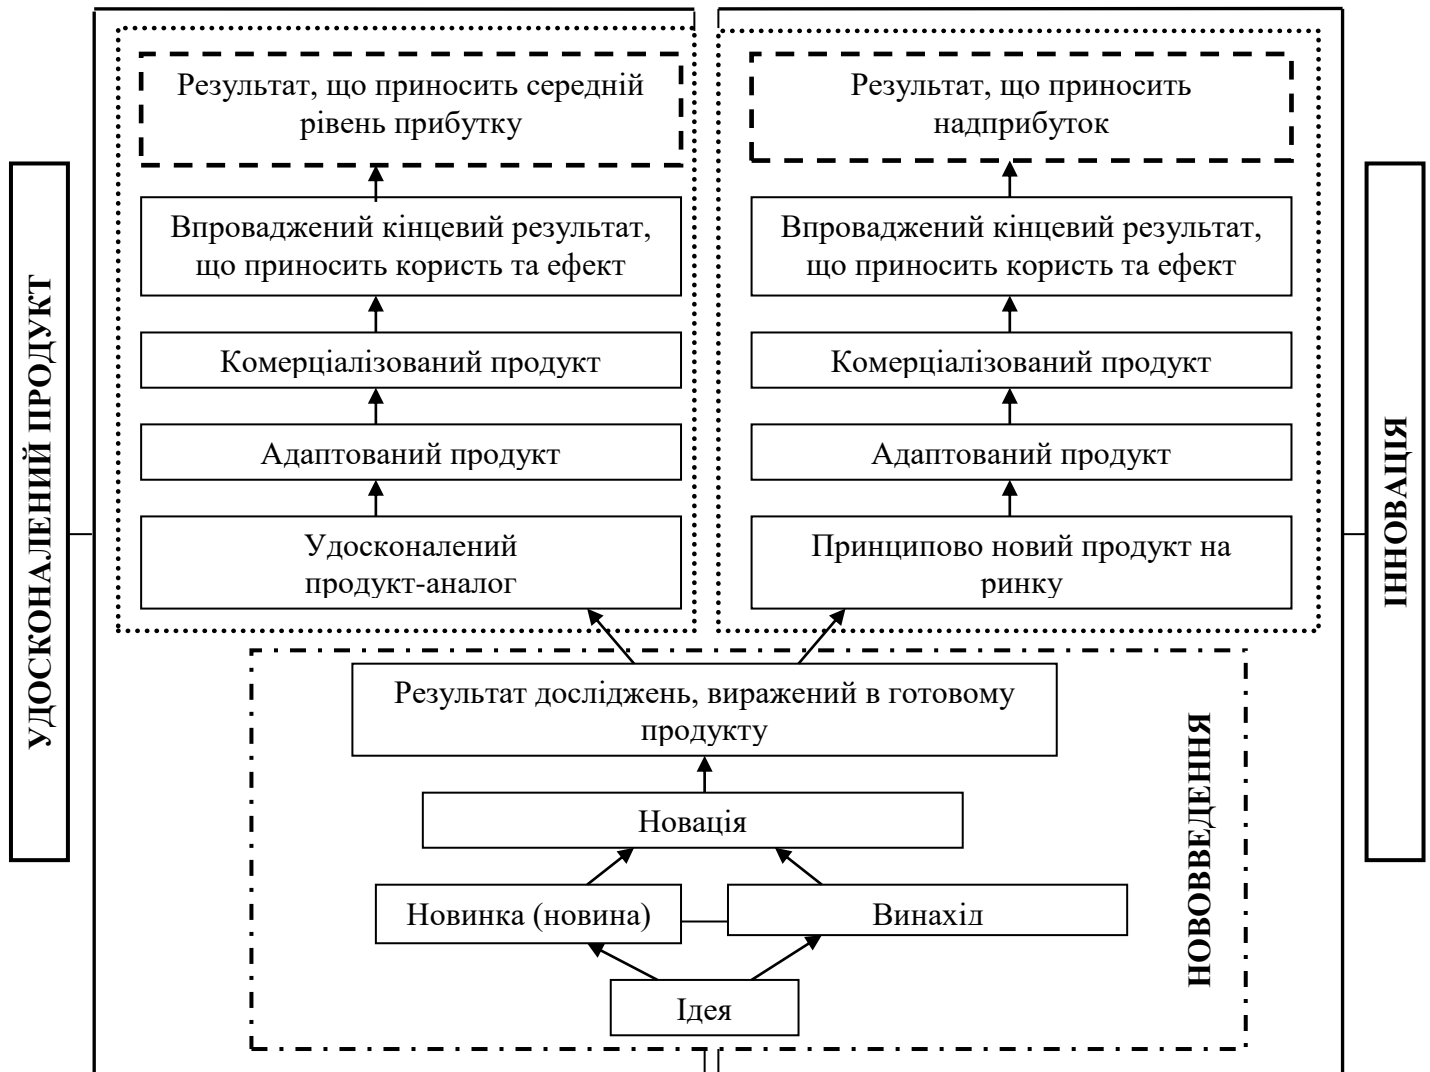 УДОСКОНАЛЕНИЙ ПРОДУКТ
Результат, що приносить середній
рівень прибутку
Впроваджений кінцевий результат,
що приносить користь та ефект
Комерціалізований продукт
Адаптований продукт
Удосконалений
продукт-аналог
Результат, що приносить
надприбуток
Впроваджений кінцевий результат,
що приносить користь та ефект
Комерціалізований продукт
Адаптований продукт
Принципово новий продукт на
ринку
ІННОВАЦІЯ
Результат досліджень, виражений в готовому
продукту
Новація
Новинка (новина)
Винахід
Ідея
НОВОВВЕДЕННЯ